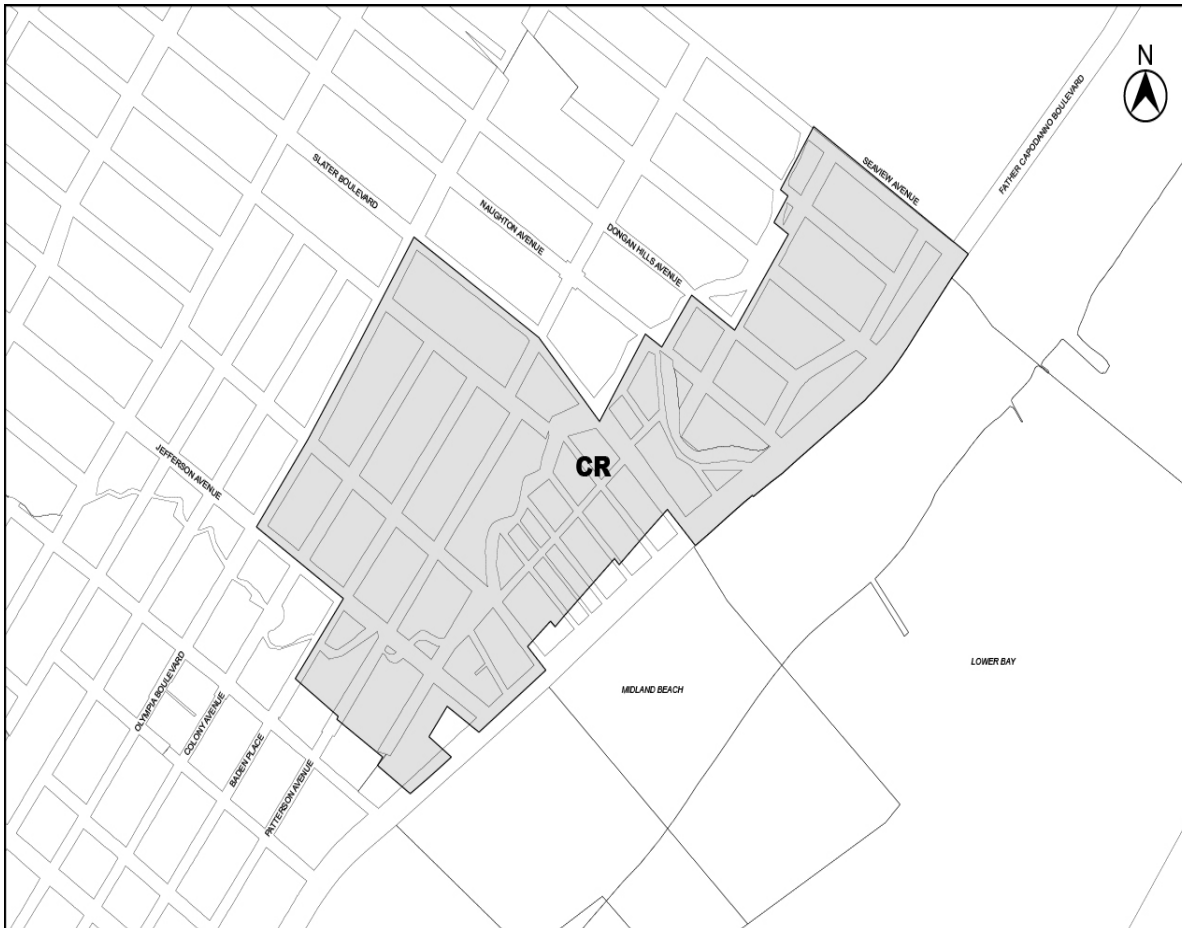 N
FATHER CAPODANNO BOULEVARD
SEAVIEW AVENUE
SLATER BOULEVARD
NAUGHTON AVENUE
DONGAN HILLS AVENUE
JEFFERSON AVENUE
CR
OLYMPIA BOULEVARD
COLONY AVENUE
BADEN PLACE
PATTERSON AVENUE
MIDLAND BEACH
LOWER BAY